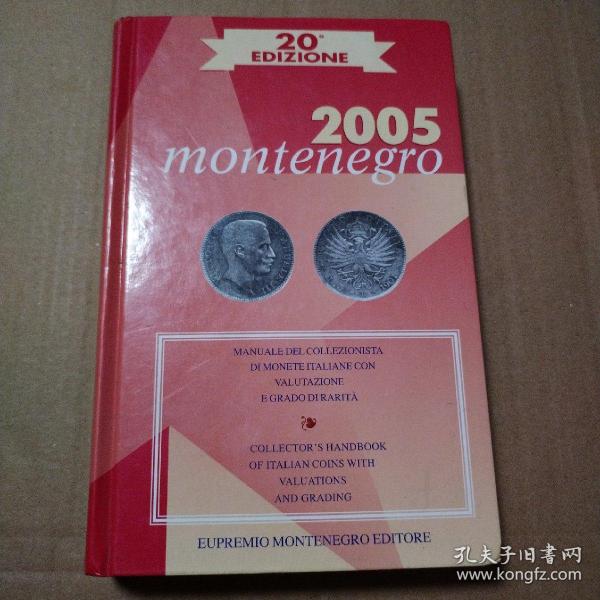 20ª
EDIZIONE
2005
montenegro
MANUALE DEL COLLEZIONISTA
DI MONETE ITALIANE CON
VALUTAZIONE
E GRADO DI RARITÀ
COLLECTOR'S HANDBOOK
OF ITALIAN COINS WITH
VALUATIONS
AND GRADING
EUPREMIO MONTENEGRO EDITORE
孔夫子旧书网
www.kongfz.com